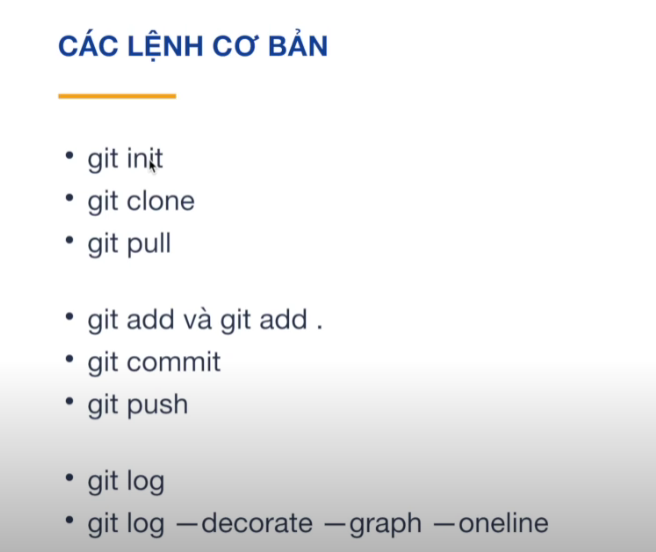 CÁC LỆNH CƠ BẢN
• git init
• git clone
• git pull
• git add và git add .
• git commit
• git push
• git log
• git log —decorate —graph —oneline